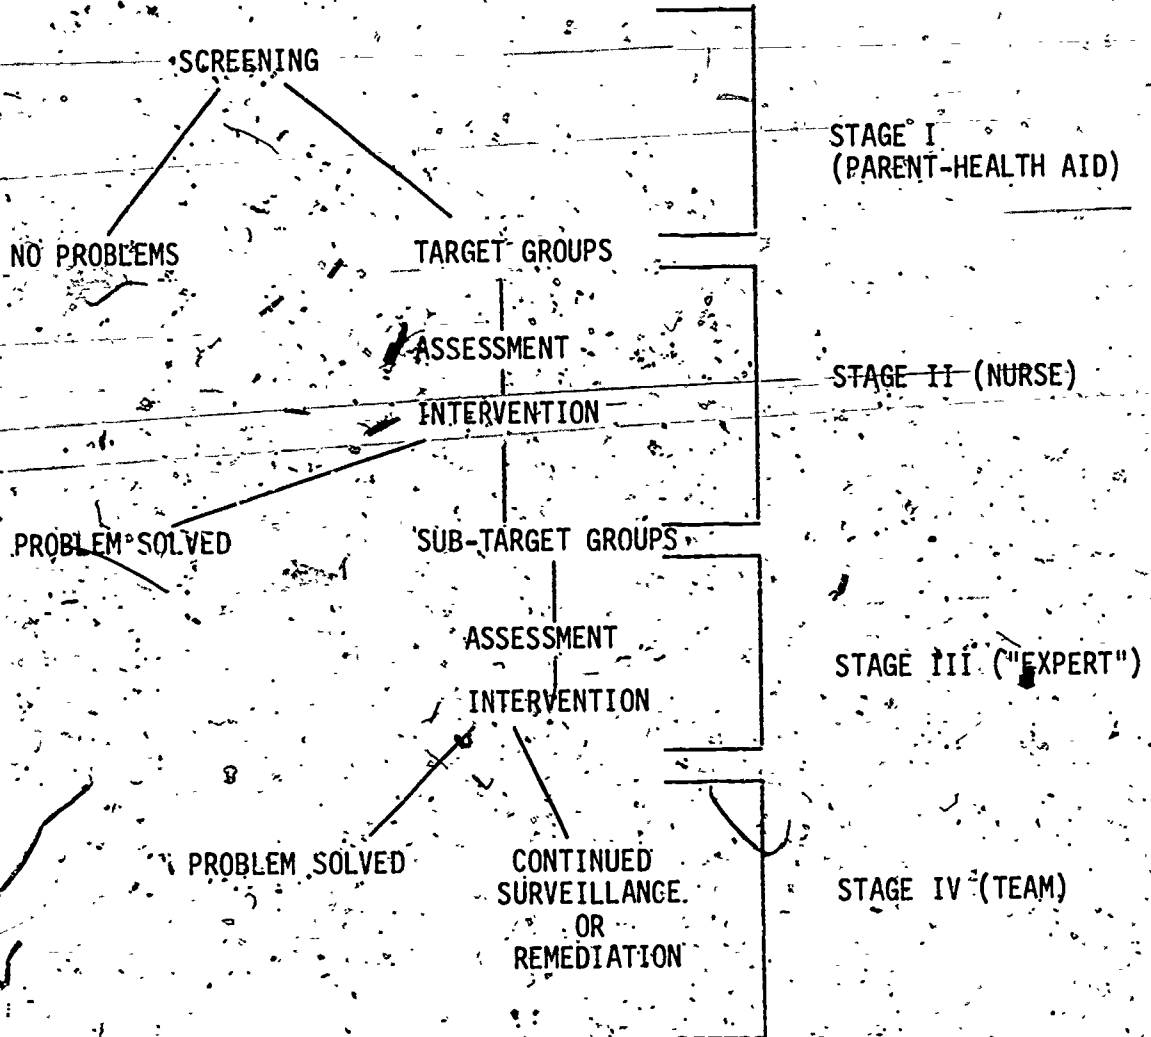 SCREENING
STAGE I
(PARENT-HEALTH AID)
NO PROBLEMS
TARGET GROUPS
ASSESSMENT
STAGE II (NURSE)
INTERVENTION
PROBLEM SOLVED
SUB-TARGET GROUPS
ASSESSMENT
STAGE III ("EXPERT")
INTERVENTION
PROBLEM SOLVED
CONTINUED
SURVEILLANCE
OR
REMEDIATION
STAGE IV (TEAM)